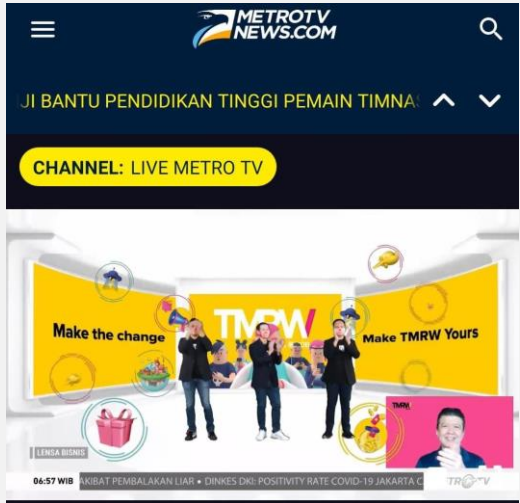 METROTV
NEWS.COM
JI BANTU PENDIDIKAN TINGGI PEMAIN TIMNA
CHANNEL: LIVE METRO TV
Make the change
TMRW
Make TMRW Yours
TMRW
LENSA BISNIS
06:57 WIB
AKIBAT PEMBALAKAN LIAR • DINKES DKI: POSITIVITY RATE COVID-19 JAKARTA C